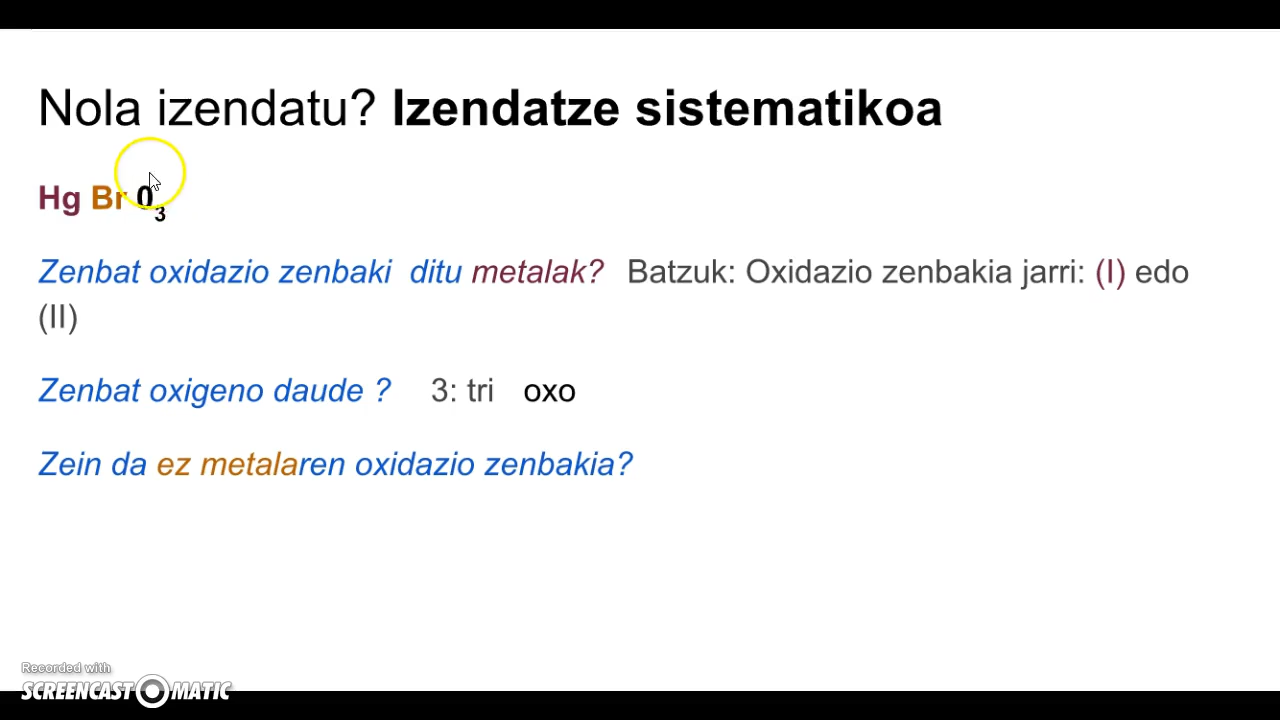 Nola izendatu? Izendatze sistematikoa
Hg Br 0₃
Zenbat oxidazio zenbaki ditu metalak? Batzuk: Oxidazio zenbakia jarri: (I) edo
(II)
Zenbat oxigeno daude ? 3: tri oxo
Zein da ez metalaren oxidazio zenbakia?
Recorded with
SCREENCAST-O-MATIC